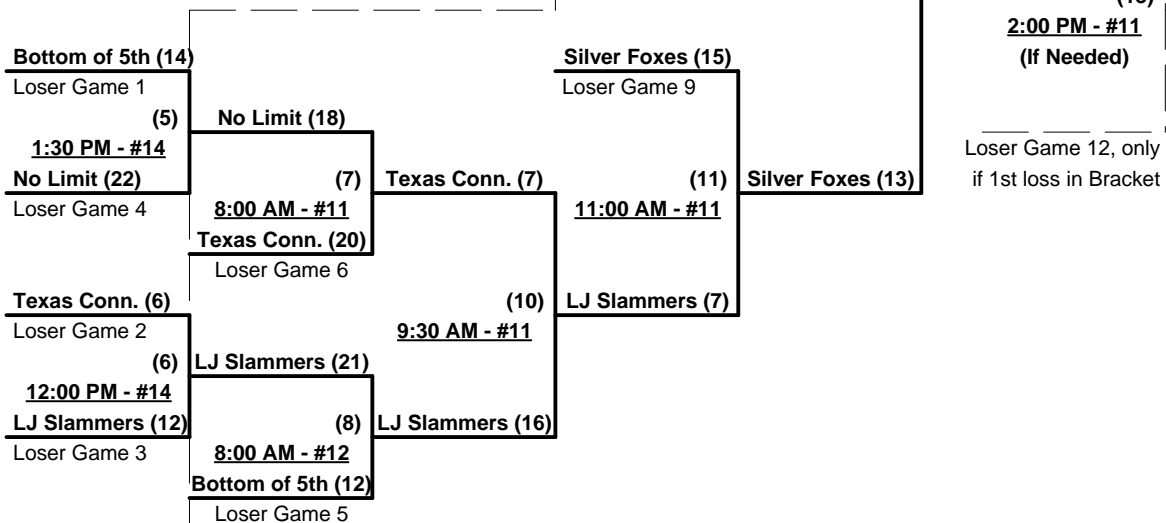 2:00 PM - #11
(If Needed)
Bottom of 5th (14)
Loser Game 1
Silver Foxes (15)
Loser Game 9
(5)
No Limit (18)
1:30 PM - #14
No Limit (22)
Loser Game 4
(7)
Texas Conn. (7)
(11)
Silver Foxes (13)
Loser Game 12, only
if 1st loss in Bracket
8:00 AM - #11
11:00 AM - #11
Texas Conn. (20)
Loser Game 6
Texas Conn. (6)
Loser Game 2
(10)
LJ Slammers (7)
9:30 AM - #11
(6)
LJ Slammers (21)
12:00 PM - #14
LJ Slammers (12)
Loser Game 3
(8)
LJ Slammers (16)
8:00 AM - #12
Bottom of 5th (12)
Loser Game 5